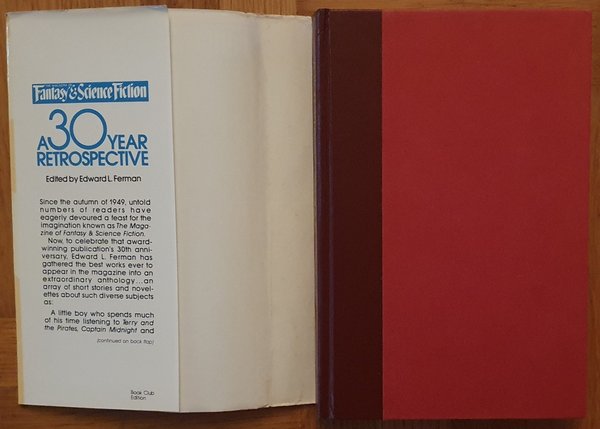 Fantasy & Science Fiction
A 30 YEAR
RETROSPECTIVE
Edited by Edward L. Ferman
Since the autumn of 1949, untold
numbers of readers have
eagerly devoured a feast for the
imagination known as The Maga-
zine of Fantasy & Science Fiction.
Now, to celebrate that award-
winning publication's 30th anni-
versary, Edward L. Ferman has
gathered the best works ever to
appear in the magazine into an
extraordinary anthology...an
array of short stories and novel-
ettes about such diverse subjects
as:
A little boy who spends much
of his time listening to Terry and
the Pirates, Captain Midnight and
(continued on back flap)
Book Club
Edition